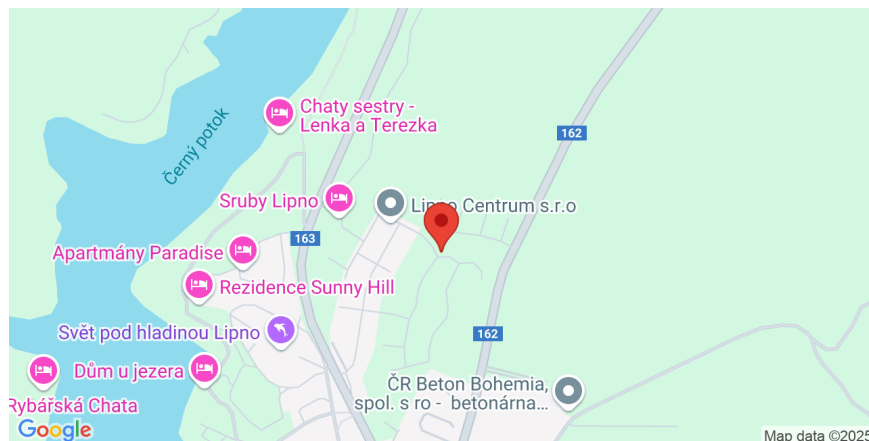 Chaty sestry -
Lenka a Terezka
162
Černý potok
Sruby Lipno
Lipno Centrum s.r.o
163
Apartmány Paradise
Rezidence Sunny Hill
Svět pod hladinou Lipno
162
Dům u jezera
ČR Beton Bohemia,
spol. s ro - betonárna...
Rybářská Chata
Google
Map data ©2025